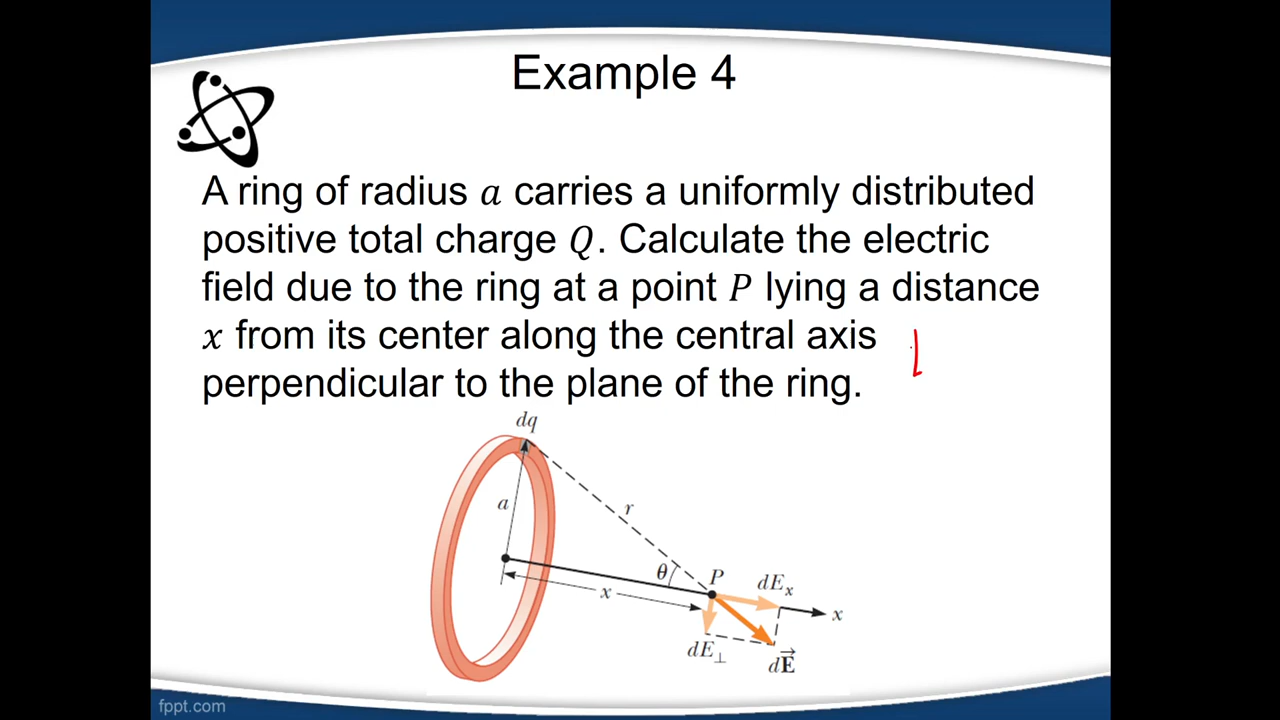 Example 4
A ring of radius 𝑎 carries a uniformly distributed
positive total charge 𝑄. Calculate the electric
field due to the ring at a point 𝑃 lying a distance
𝑥 from its center along the central axis
perpendicular to the plane of the ring.
dq
a
r
θ
P
dEₓ
x
x
dE⊥
dE⃗
fppt.com